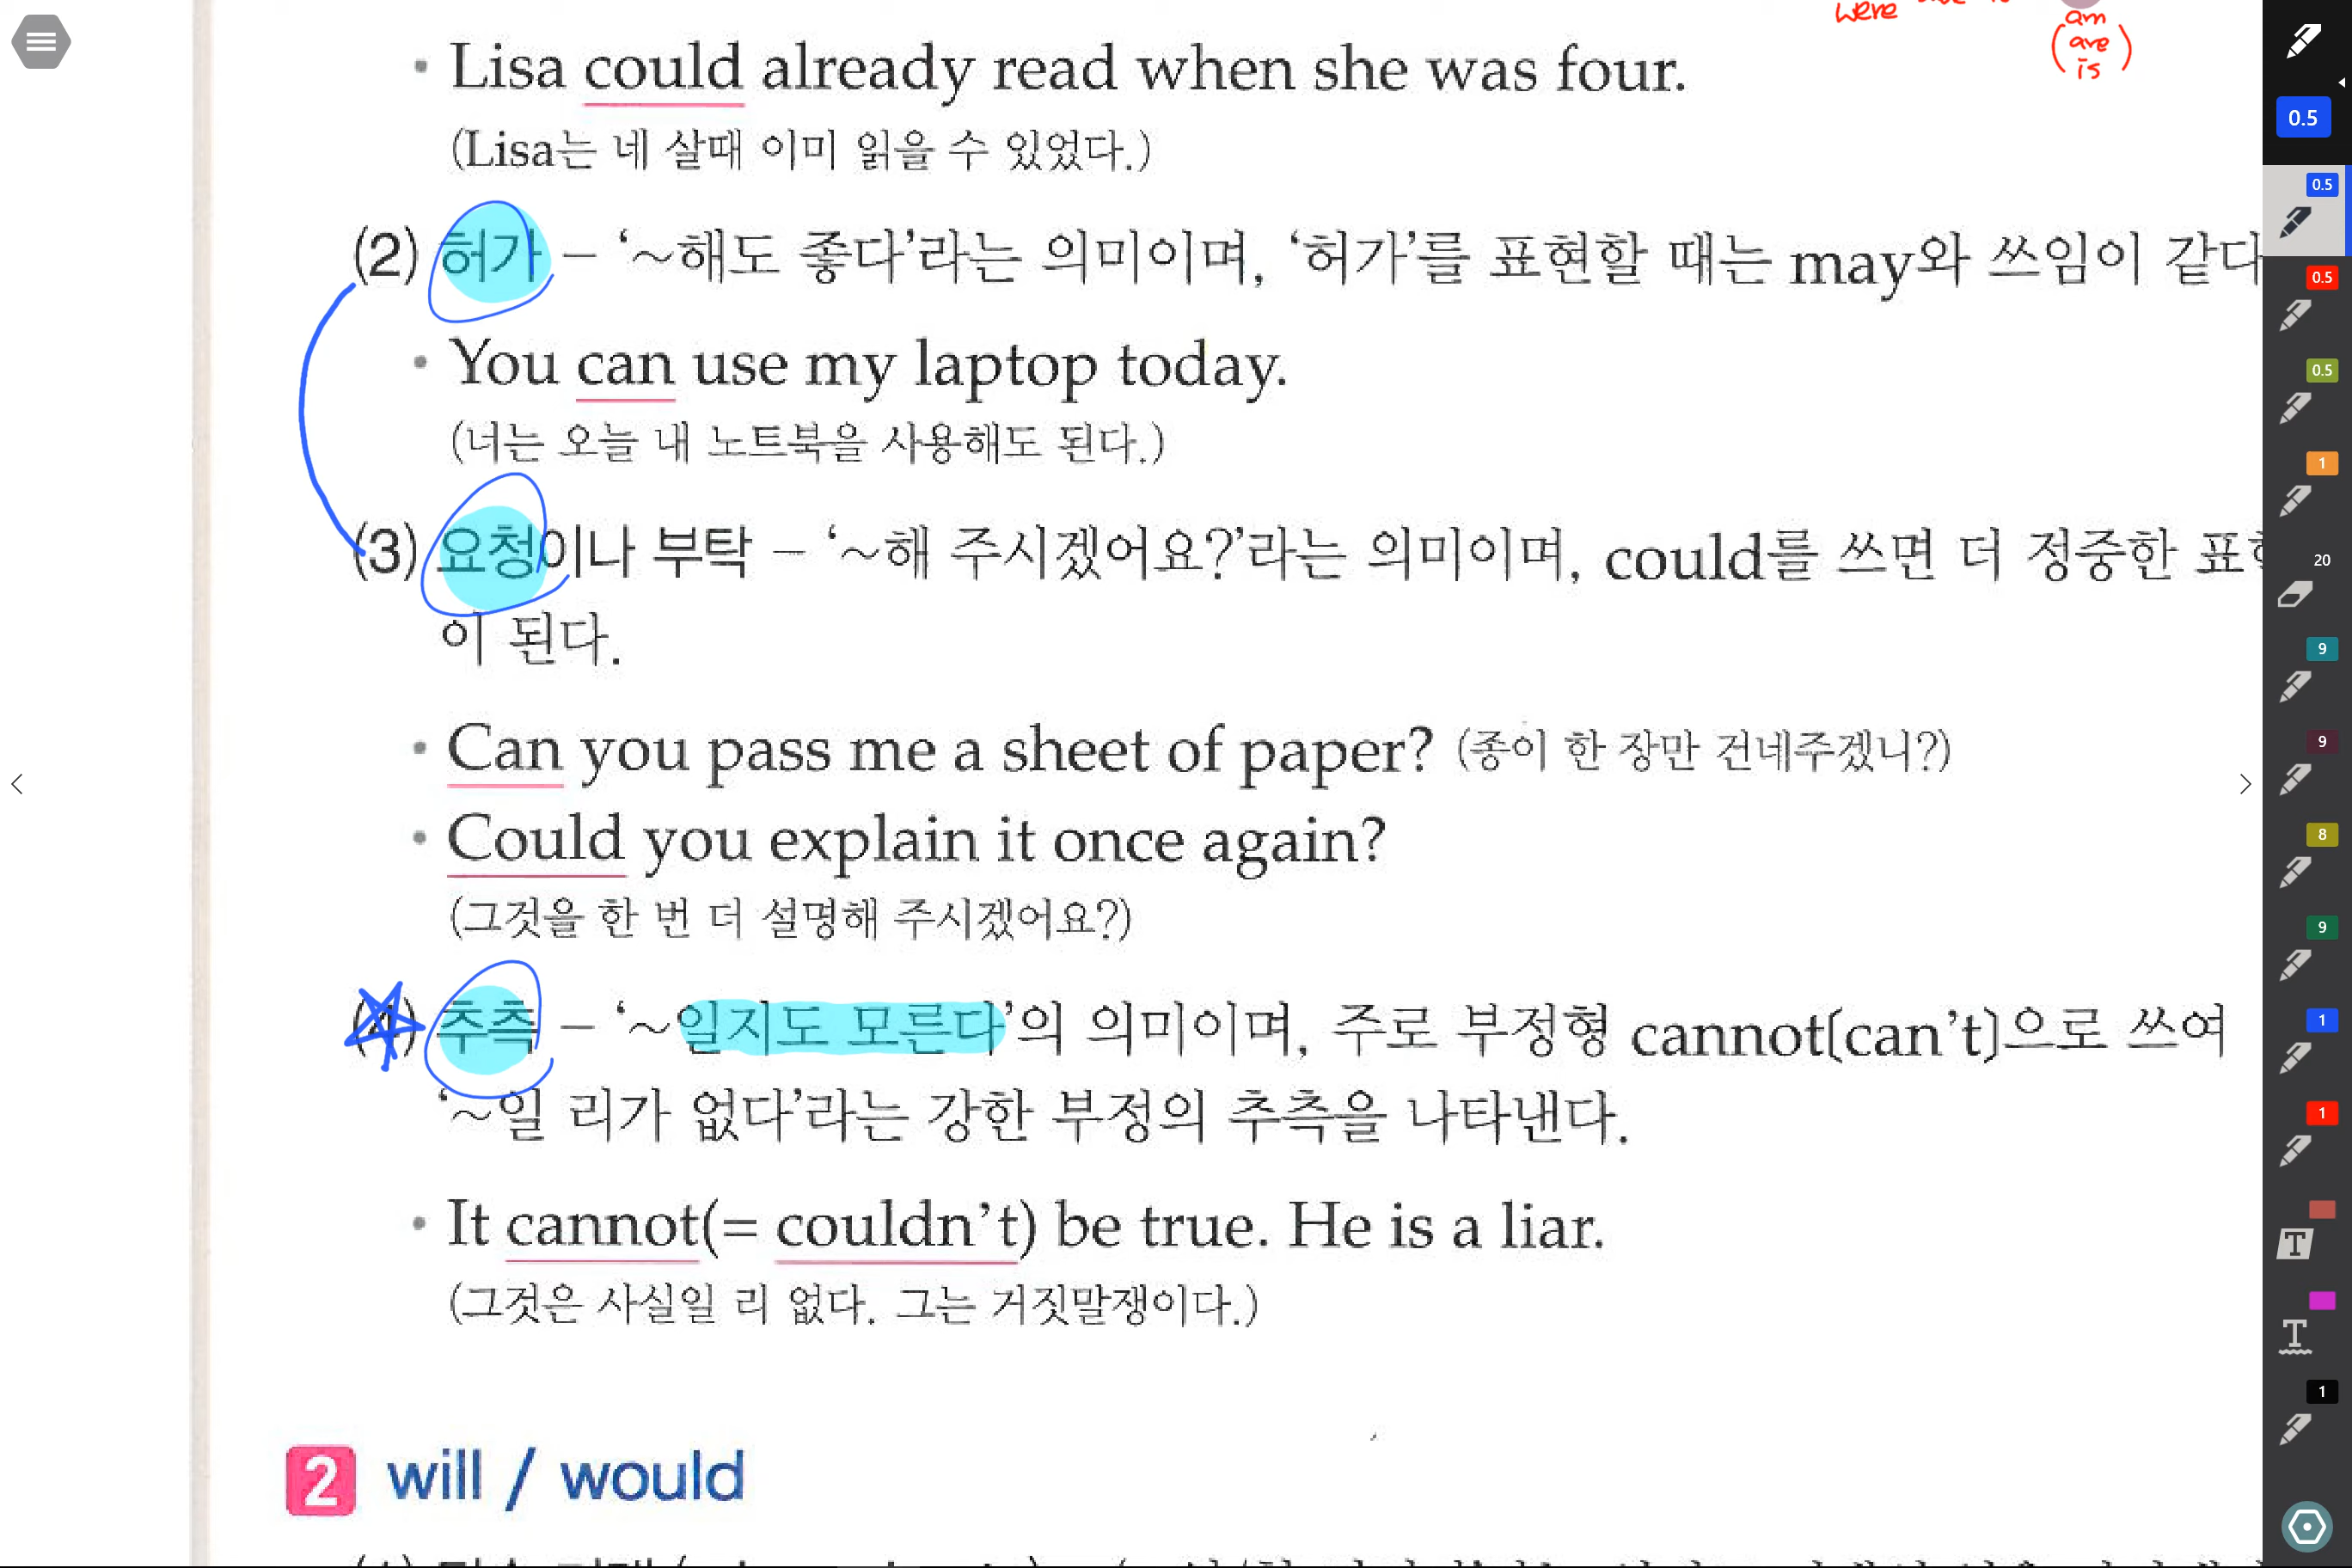 were
am
are
is
• Lisa could already read when she was four.
(Lisa는 네 살때 이미 읽을 수 있었다.)
(2) 허가 – ‘~해도 좋다’라는 의미이며, ‘허가’를 표현할 때는 may와 쓰임이 같다
• You can use my laptop today.
(너는 오늘 내 노트북을 사용해도 된다.)
(3) 요청이나 부탁 – ‘~해 주시겠어요?’라는 의미이며, could를 쓰면 더 정중한
이 된다.
• Can you pass me a sheet of paper? (종이 한 장만 건네주겠니?)
• Could you explain it once again?
(그것을 한 번 더 설명해 주시겠어요?)
(4) 추측 – ‘~일지도 모른다’의 의미이며, 주로 부정형 cannot(can’t)으로 쓰여
‘~일 리가 없다’라는 강한 부정의 추측을 나타낸다.
• It cannot(= couldn’t) be true. He is a liar.
(그것은 사실일 리 없다. 그는 거짓말쟁이다.)
2 will / would
0.5
0.5
0.5
0.5
1
20
9
9
8
9
1
1
T
T
1